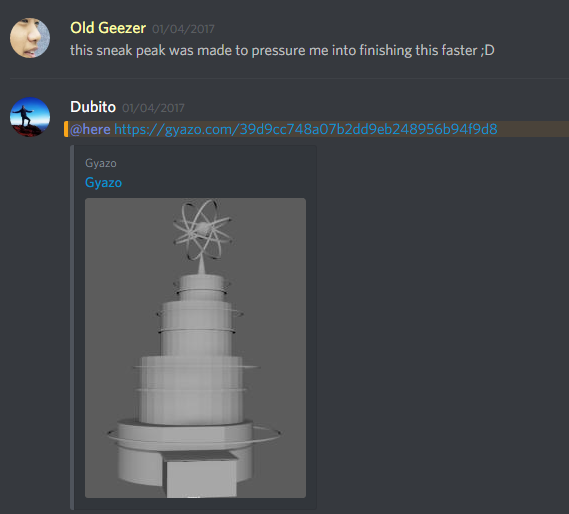 Old Geezer 01/04/2017
this sneak peak was made to pressure me into finishing this faster ;D
Dubito 01/04/2017
@here https://gyazo.com/39d9cc748a07b2dd9eb248956b94f9d8
Gyazo
Gyazo